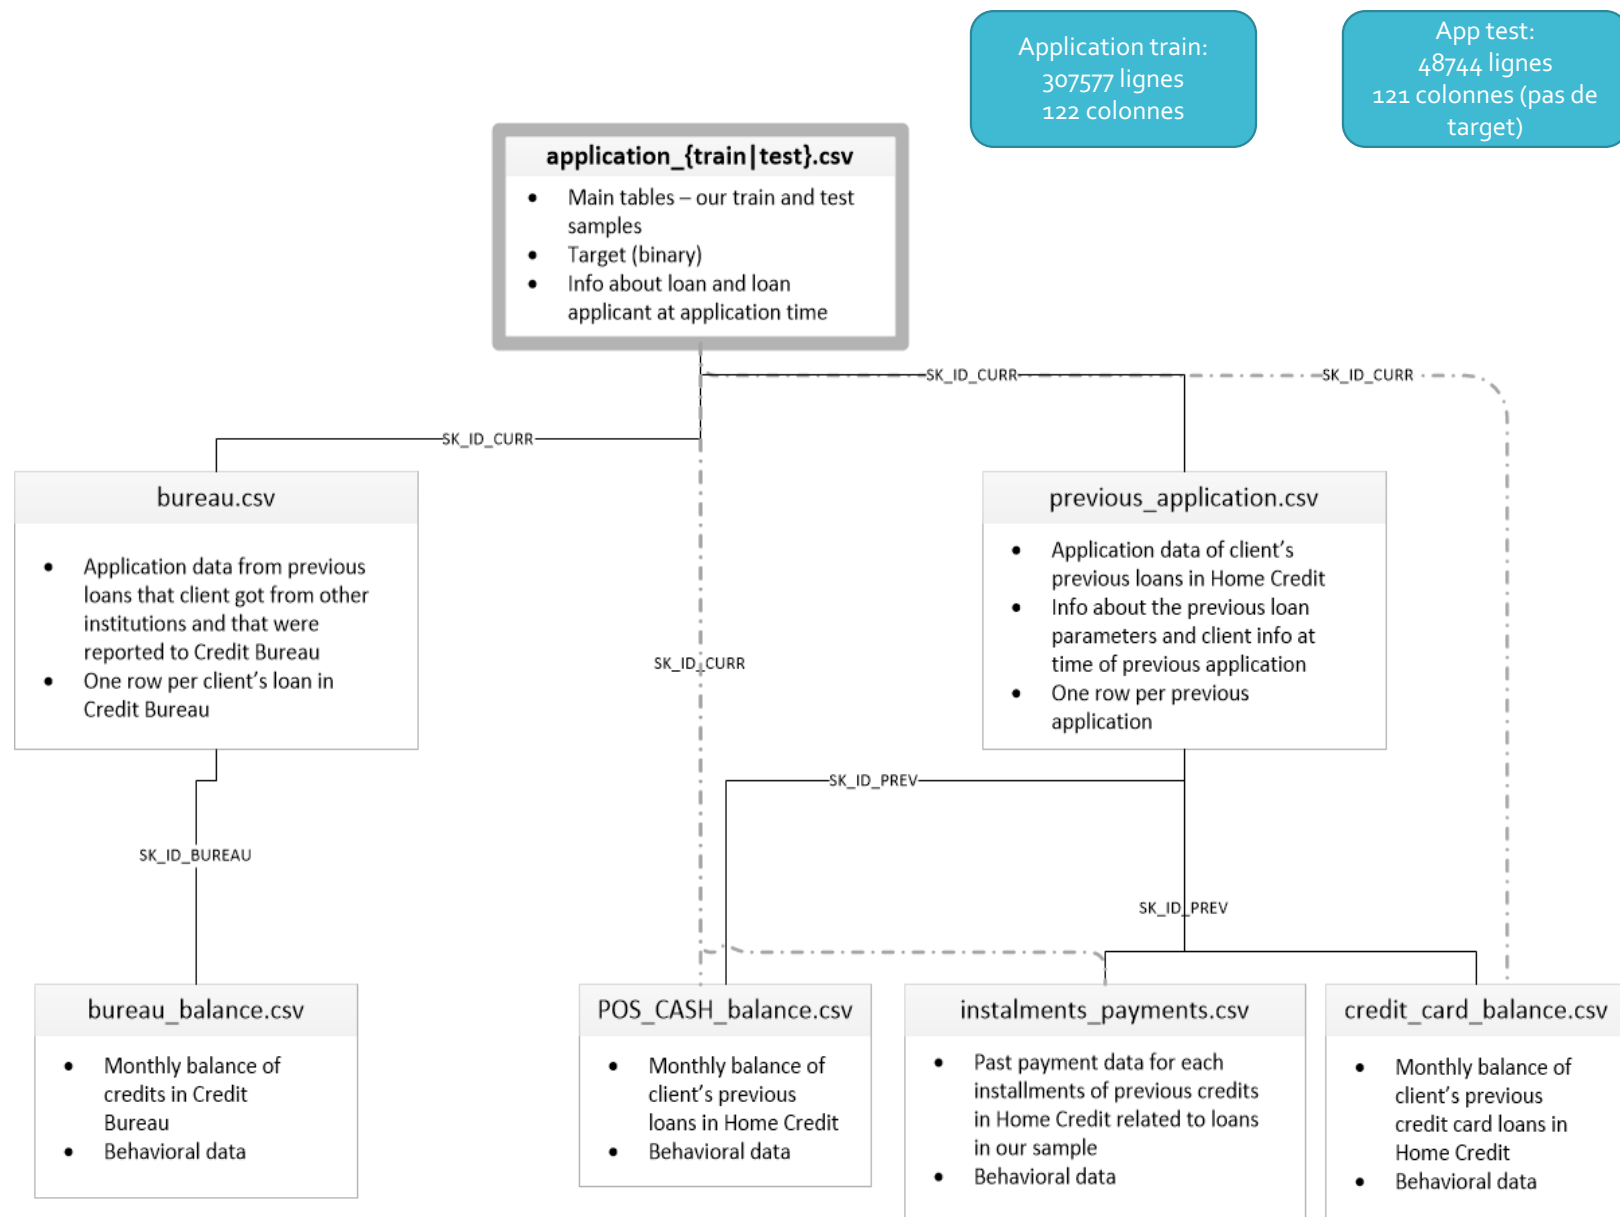 Application train:
307577 lignes
122 colonnes
App test:
48744 lignes
121 colonnes (pas de
target)
application_{train|test}.csv
• Main tables – our train and test
samples
• Target (binary)
• Info about loan and loan
applicant at application time
SK_ID_CURR
SK_ID_CURR
SK_ID_CURR
bureau.csv
• Application data from previous
loans that client got from other
institutions and that were
reported to Credit Bureau
• One row per client's loan in
Credit Bureau
SK_ID_CURR
previous_application.csv
• Application data of client's
previous loans in Home Credit
• Info about the previous loan
parameters and client info at
time of previous application
• One row per previous
application
SK_ID_PREV
SK_ID_BUREAU
SK_ID_PREV
bureau_balance.csv
• Monthly balance of
credits in Credit
Bureau
• Behavioral data
POS_CASH_balance.csv
• Monthly balance of
client's previous
loans in Home Credit
• Behavioral data
instalments_payments.csv
• Past payment data for each
installments of previous credits
in Home Credit related to loans
in our sample
• Behavioral data
credit_card_balance.csv
• Monthly balance of
client's previous
credit card loans in
Home Credit
• Behavioral data